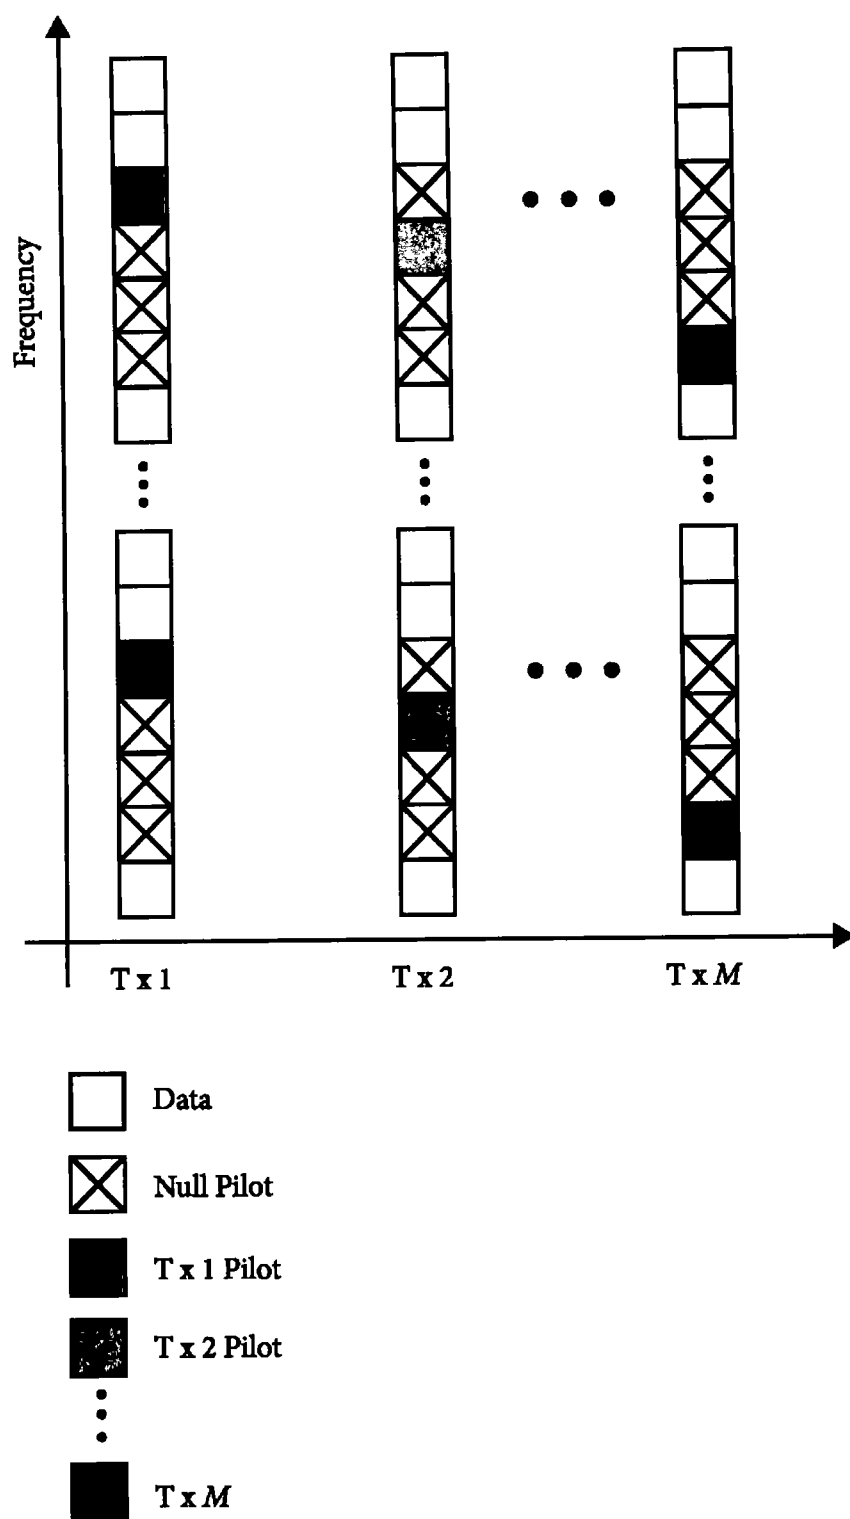 Frequency
T x 1
T x 2
T x M
Data
Null Pilot
T x 1 Pilot
T x 2 Pilot
T x M